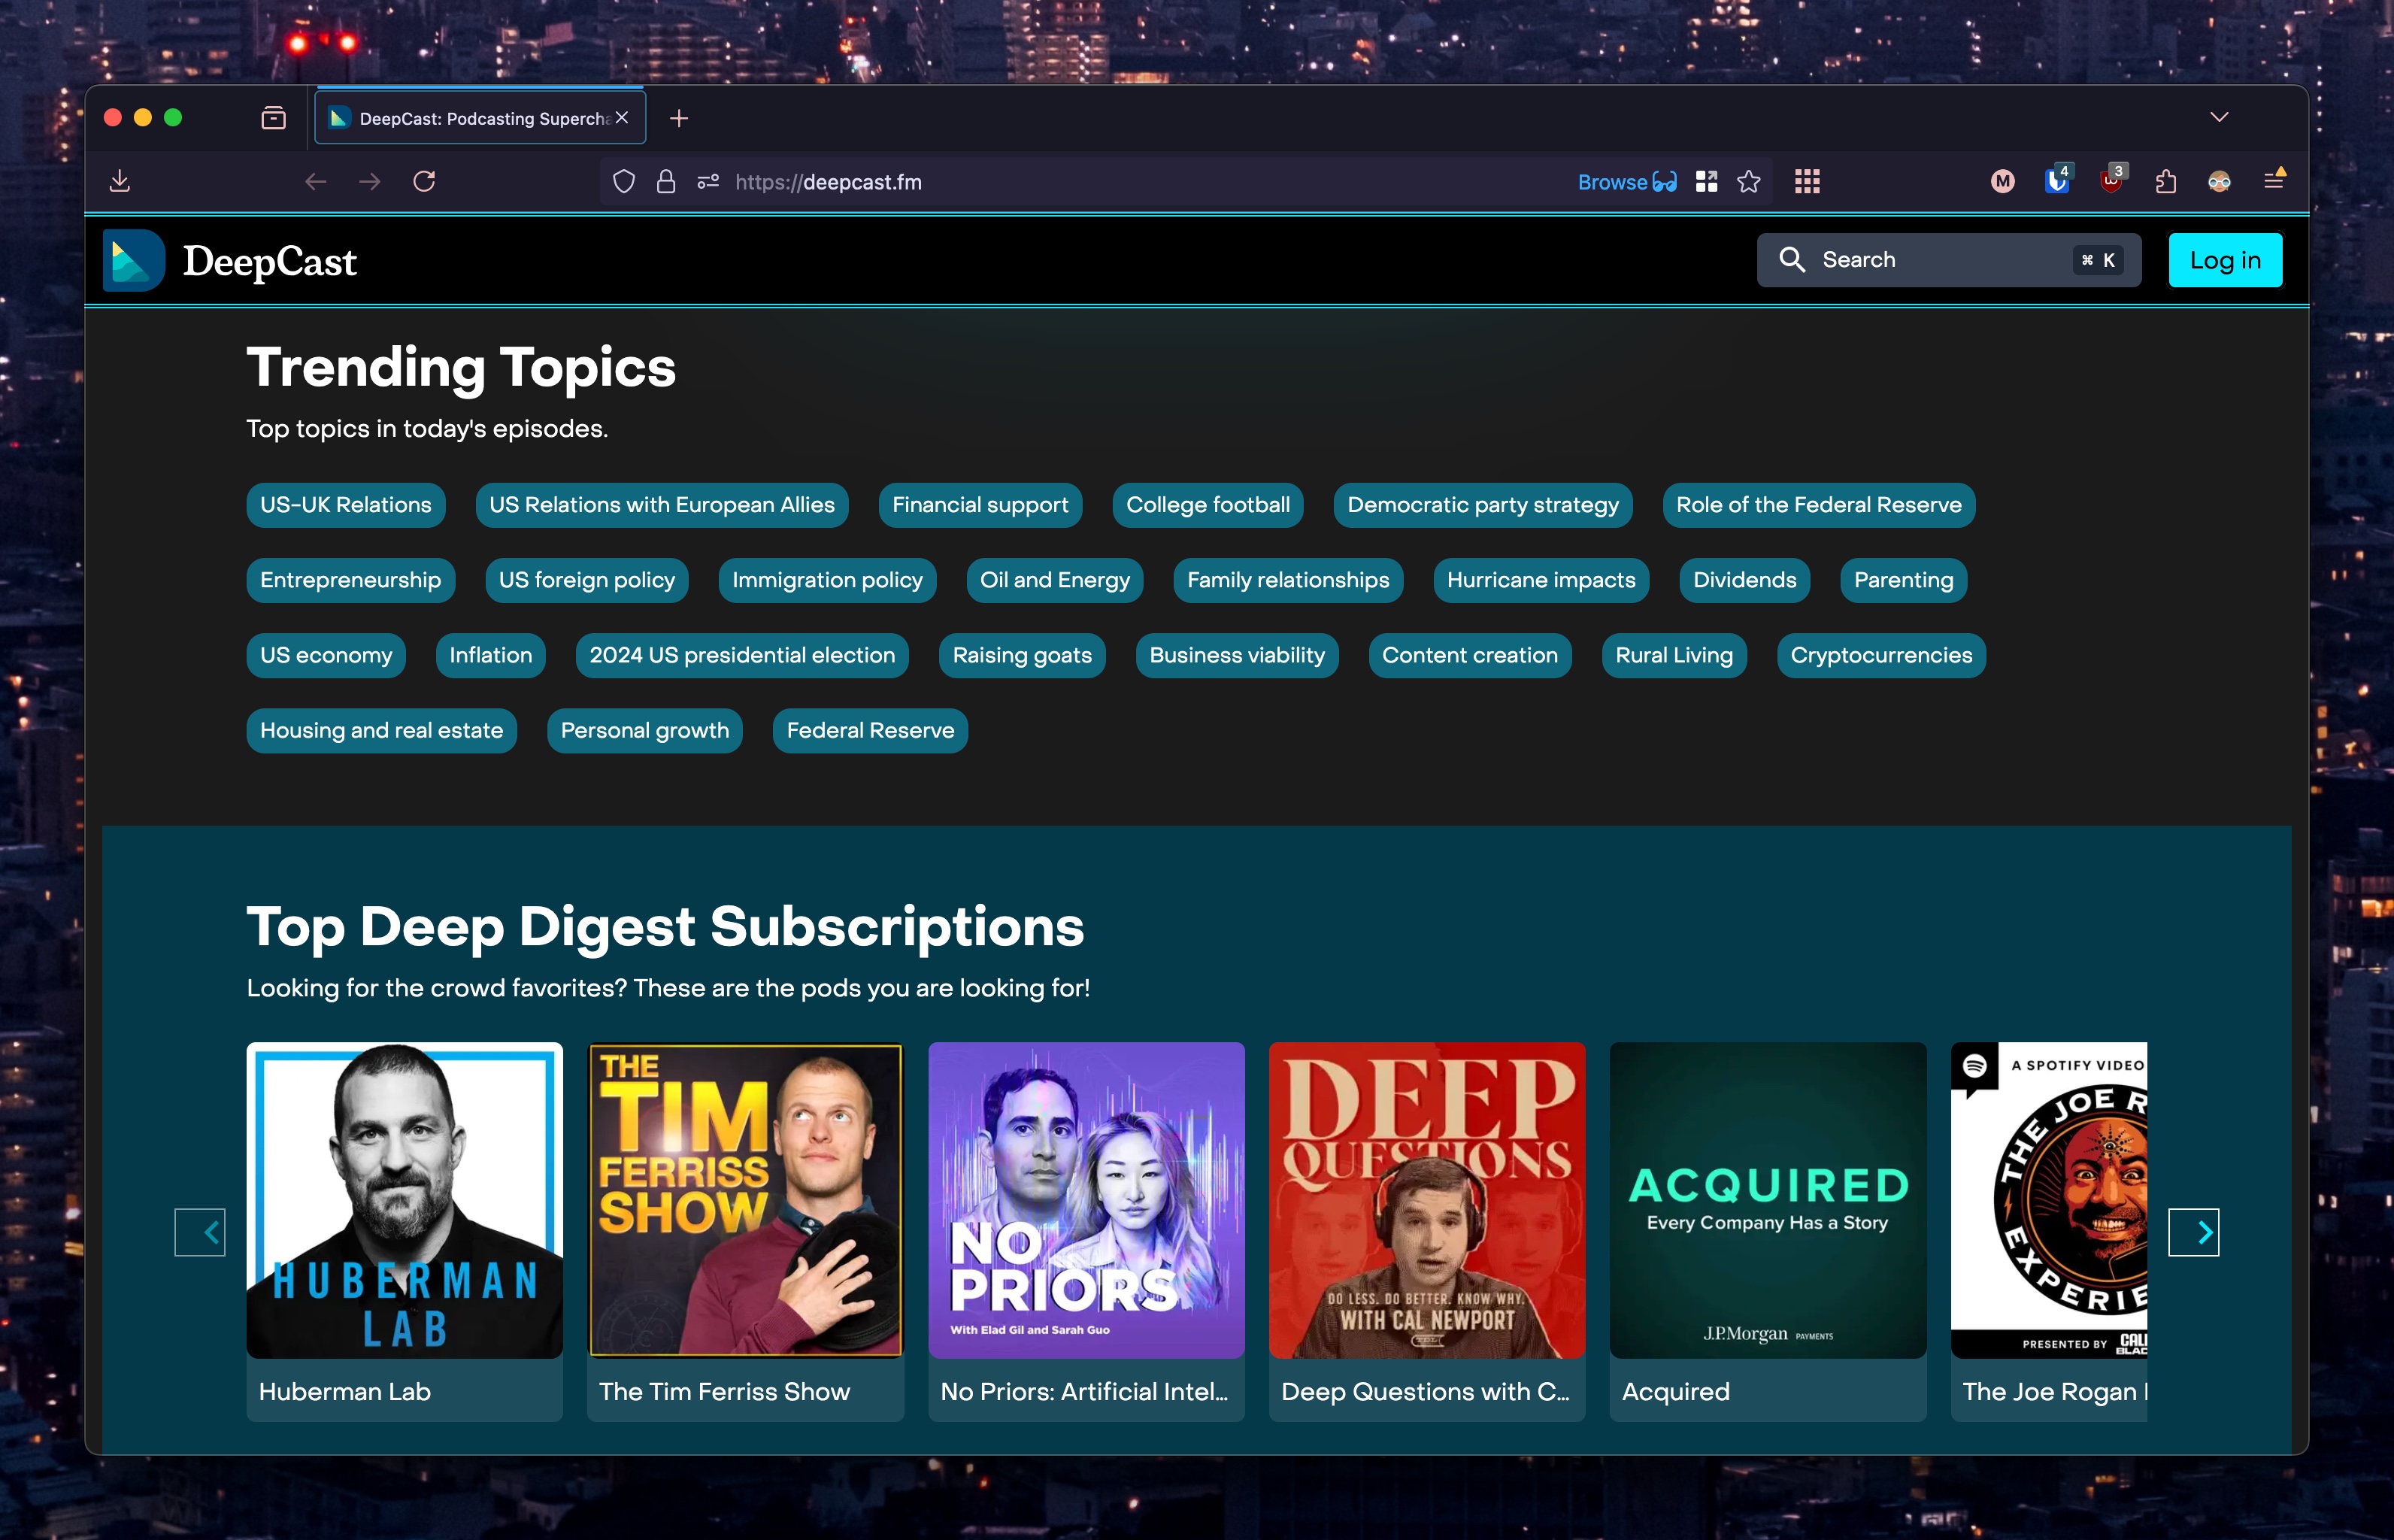 DeepCast: Podcasting Supercha
https://deepcast.fm
Browse
M
4
3
DeepCast
Search
⌘ K
Log in
Trending Topics
Top topics in today's episodes.
US-UK Relations
US Relations with European Allies
Financial support
College football
Democratic party strategy
Role of the Federal Reserve
Entrepreneurship
US foreign policy
Immigration policy
Oil and Energy
Family relationships
Hurricane impacts
Dividends
Parenting
US economy
Inflation
2024 US presidential election
Raising goats
Business viability
Content creation
Rural Living
Cryptocurrencies
Housing and real estate
Personal growth
Federal Reserve
Top Deep Digest Subscriptions
Looking for the crowd favorites? These are the pods you are looking for!
HUBERMAN
LAB
THE
TIM
FERRISS
SHOW
NO
PRIORS
With Elad Gil and Sarah Guo
DEEP
QUESTIONS
DO LESS. DO BETTER. KNOW WHY.
WITH CAL NEWPORT
ACQUIRED
Every Company Has a Story
J.P.Morgan PAYMENTS
A SPOTIFY VIDEO
THE JOE R
EXPERIE
PRESENTED BY
Huberman Lab
The Tim Ferriss Show
No Priors: Artificial Intel...
Deep Questions with C...
Acquired
The Joe Rogan